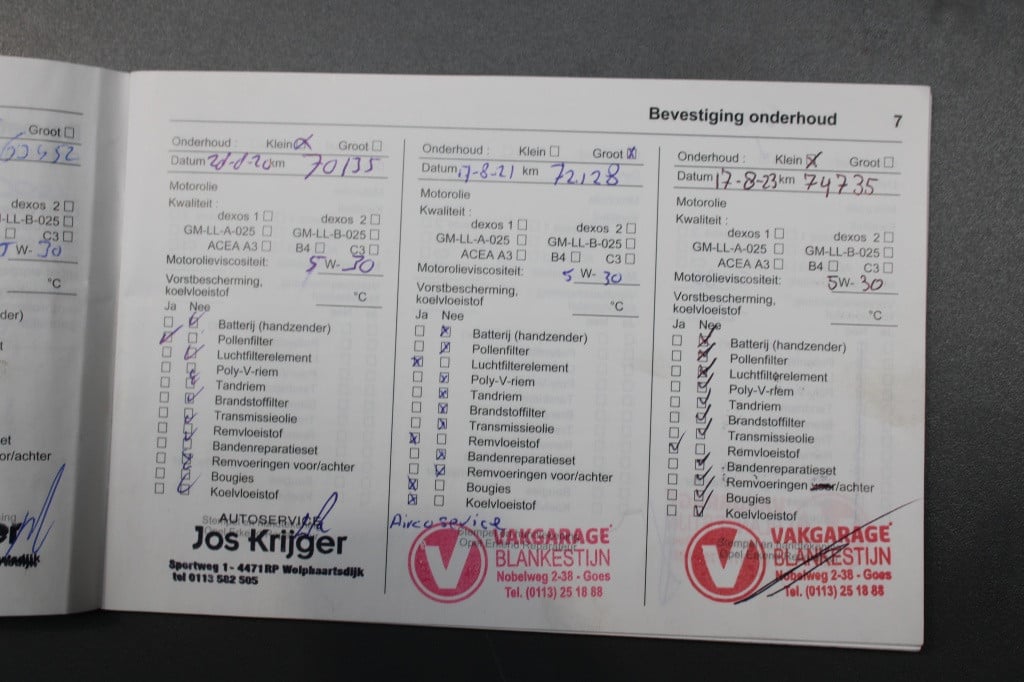 Groot
63452
dexos 2
GM-LL-B-025
C3
5 W- 30
°C
Bevestiging onderhoud 7
Onderhoud : Klein Groot
Datum km 70135
Motorolie
Kwaliteit :
dexos 1 dexos 2
GM-LL-A-025 GM-LL-B-025
ACEA A3 B4 C3
Motorolieviscositeit: 5 W- 30
Vorstbescherming,
koelvloeistof °C
Ja Nee
Batterij (handzender)
Pollenfilter
Luchtfilterelement
Poly-V-riem
Tandriem
Brandstoffilter
Transmissieolie
Remvloeistof
Bandenreparatieset
Remvoeringen voor/achter
Bougies
Koelvloeistof
AUTOSERVICE
Jos Krijger
Sportweg 1 - 4471RP Wolphaartsdijk
tel 0113 582 505
Onderhoud : Klein Groot
Datum 17-8-21 km 72128
Motorolie
Kwaliteit :
dexos 1 dexos 2
GM-LL-A-025 GM-LL-B-025
ACEA A3 B4 C3
Motorolieviscositeit: 5 W- 30
Vorstbescherming,
koelvloeistof °C
Ja Nee
Batterij (handzender)
Pollenfilter
Luchtfilterelement
Poly-V-riem
Tandriem
Brandstoffilter
Transmissieolie
Remvloeistof
Bandenreparatieset
Remvoeringen voor/achter
Bougies
Koelvloeistof
Aircoservice
V VAKGARAGE
BLANKESTIJN
Nobelweg 2-38 - Goes
Tel. (0113) 25 18 88
Onderhoud : Klein Groot
Datum 17-8-23 km 74735
Motorolie
Kwaliteit :
dexos 1 dexos 2
GM-LL-A-025 GM-LL-B-025
ACEA A3 B4 C3
Motorolieviscositeit: 5W- 30
Vorstbescherming,
koelvloeistof °C
Ja Nee
Batterij (handzender)
Pollenfilter
Luchtfilterelement
Poly-V-riem
Tandriem
Brandstoffilter
Transmissieolie
Remvloeistof
Bandenreparatieset
Remvoeringen voor/achter
Bougies
Koelvloeistof
V VAKGARAGE
BLANKESTIJN
Nobelweg 2-38 - Goes
Tel. (0113) 25 18 88